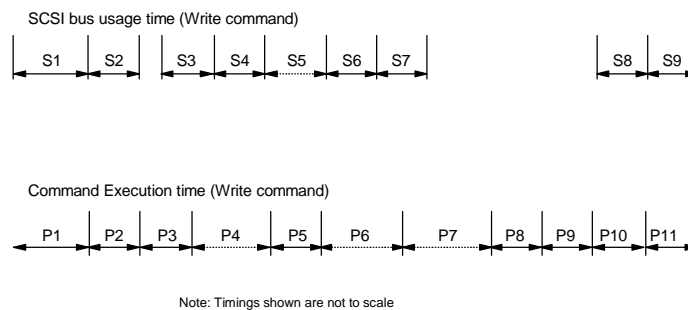 SCSI bus usage time (Write command)
S1 S2 S3 S4 S5 S6 S7 S8 S9
Command Execution time (Write command)
P1 P2 P3 P4 P5 P6 P7 P8 P9 P10 P11
Note: Timings shown are not to scale